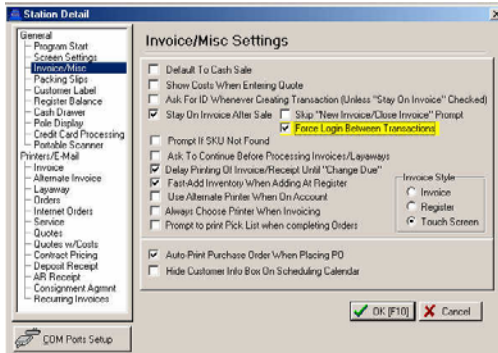 Station Detail
General
Program Start
Screen Settings
Invoice/Misc
Packing Slips
Customer Label
Register Balance
Cash Drawer
Pole Display
Credit Card Processing
Portable Scanner
Printers/E-Mail
Invoice
Alternate Invoice
Layaway
Orders
Internet Orders
Service
Quotes
Quotes w/Costs
Contract Pricing
Deposit Receipt
AR Receipt
Consignment Agrmnt
Recurring Invoices
COM Ports Setup
Invoice/Misc Settings
Default To Cash Sale
Show Costs When Entering Quote
Ask For ID Whenever Creating Transaction (Unless "Stay On Invoice" Checked)
Stay On Invoice After Sale
Skip "New Invoice/Close Invoice" Prompt
Force Login Between Transactions
Prompt If SKU Not Found
Ask To Continue Before Processing Invoices/Layaways
Delay Printing Of Invoice/Receipt Until "Change Due"
Fast-Add Inventory When Adding At Register
Use Alternate Printer When On Account
Always Choose Printer When Invoicing
Prompt to print Pick List when completing Orders
Invoice Style
Invoice
Register
Touch Screen
Auto-Print Purchase Order When Placing PO
Hide Customer Info Box On Scheduling Calendar
OK [F10]
Cancel